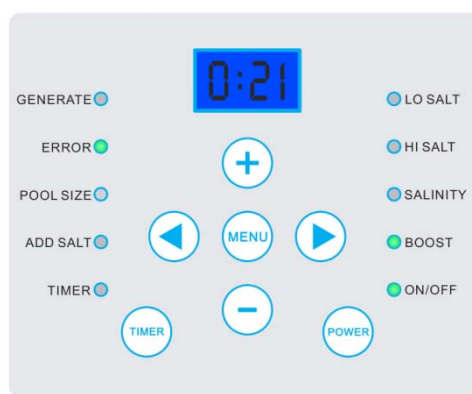 0:21
GENERATE
LO SALT
ERROR
HI SALT
POOL SIZE
SALINITY
MENU
ADD SALT
BOOST
TIMER
ON/OFF
TIMER
POWER